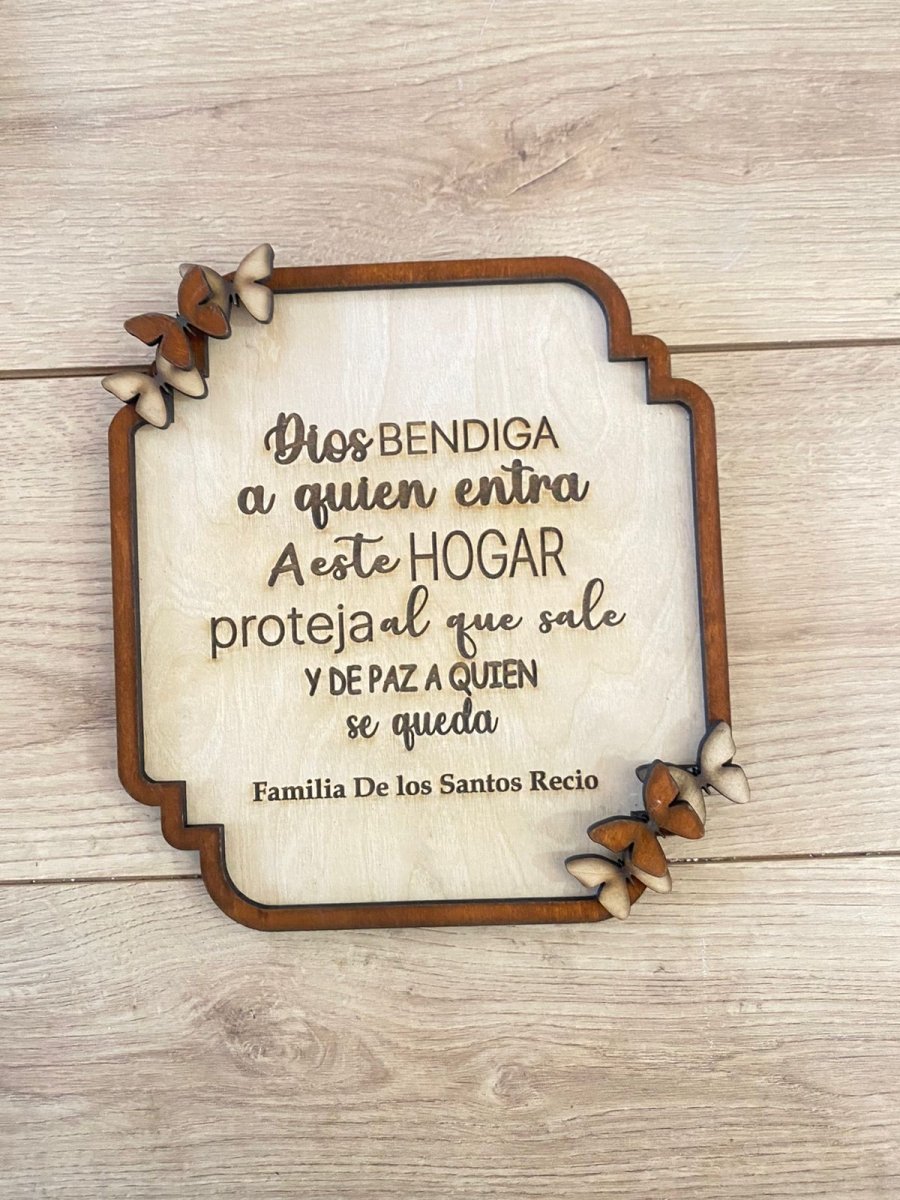 Dios BENDIGA
a quien entra
A este HOGAR
proteja al que sale
Y DE PAZ A QUIEN
se queda
Familia De los Santos Recio